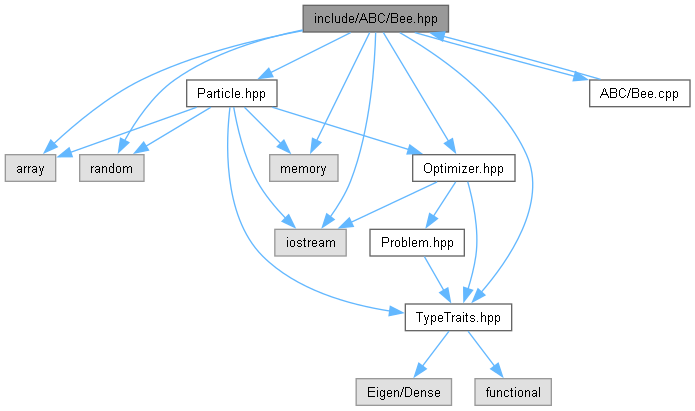 include/ABC/Bee.hpp
Particle.hpp
ABC/Bee.cpp
array
random
memory
Optimizer.hpp
iostream
Problem.hpp
TypeTraits.hpp
Eigen/Dense
functional